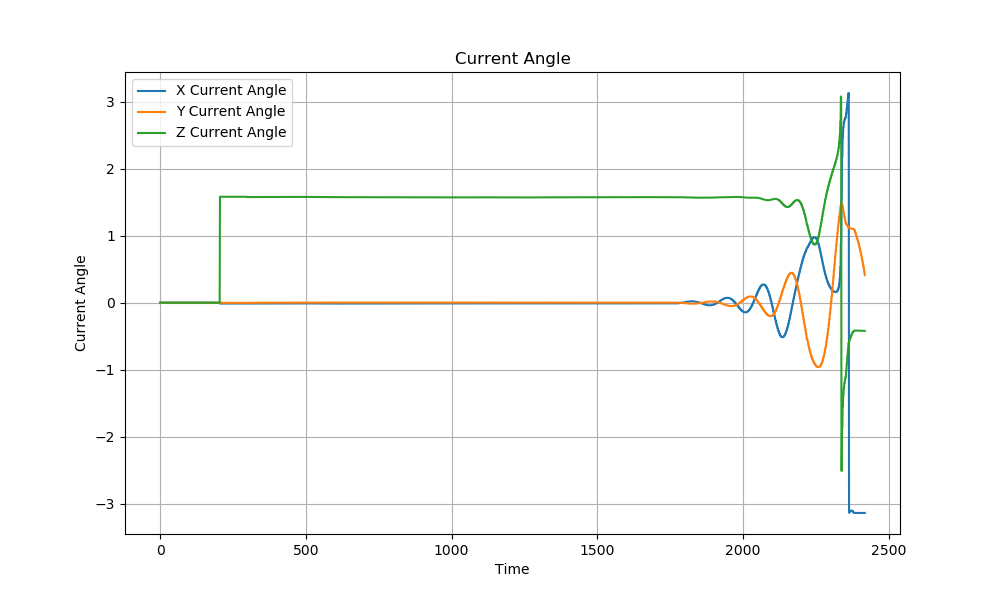 Current Angle
X Current Angle
Y Current Angle
Z Current Angle
Current Angle
3
2
1
0
−1
−2
−3
0 500 1000 1500 2000 2500
Time